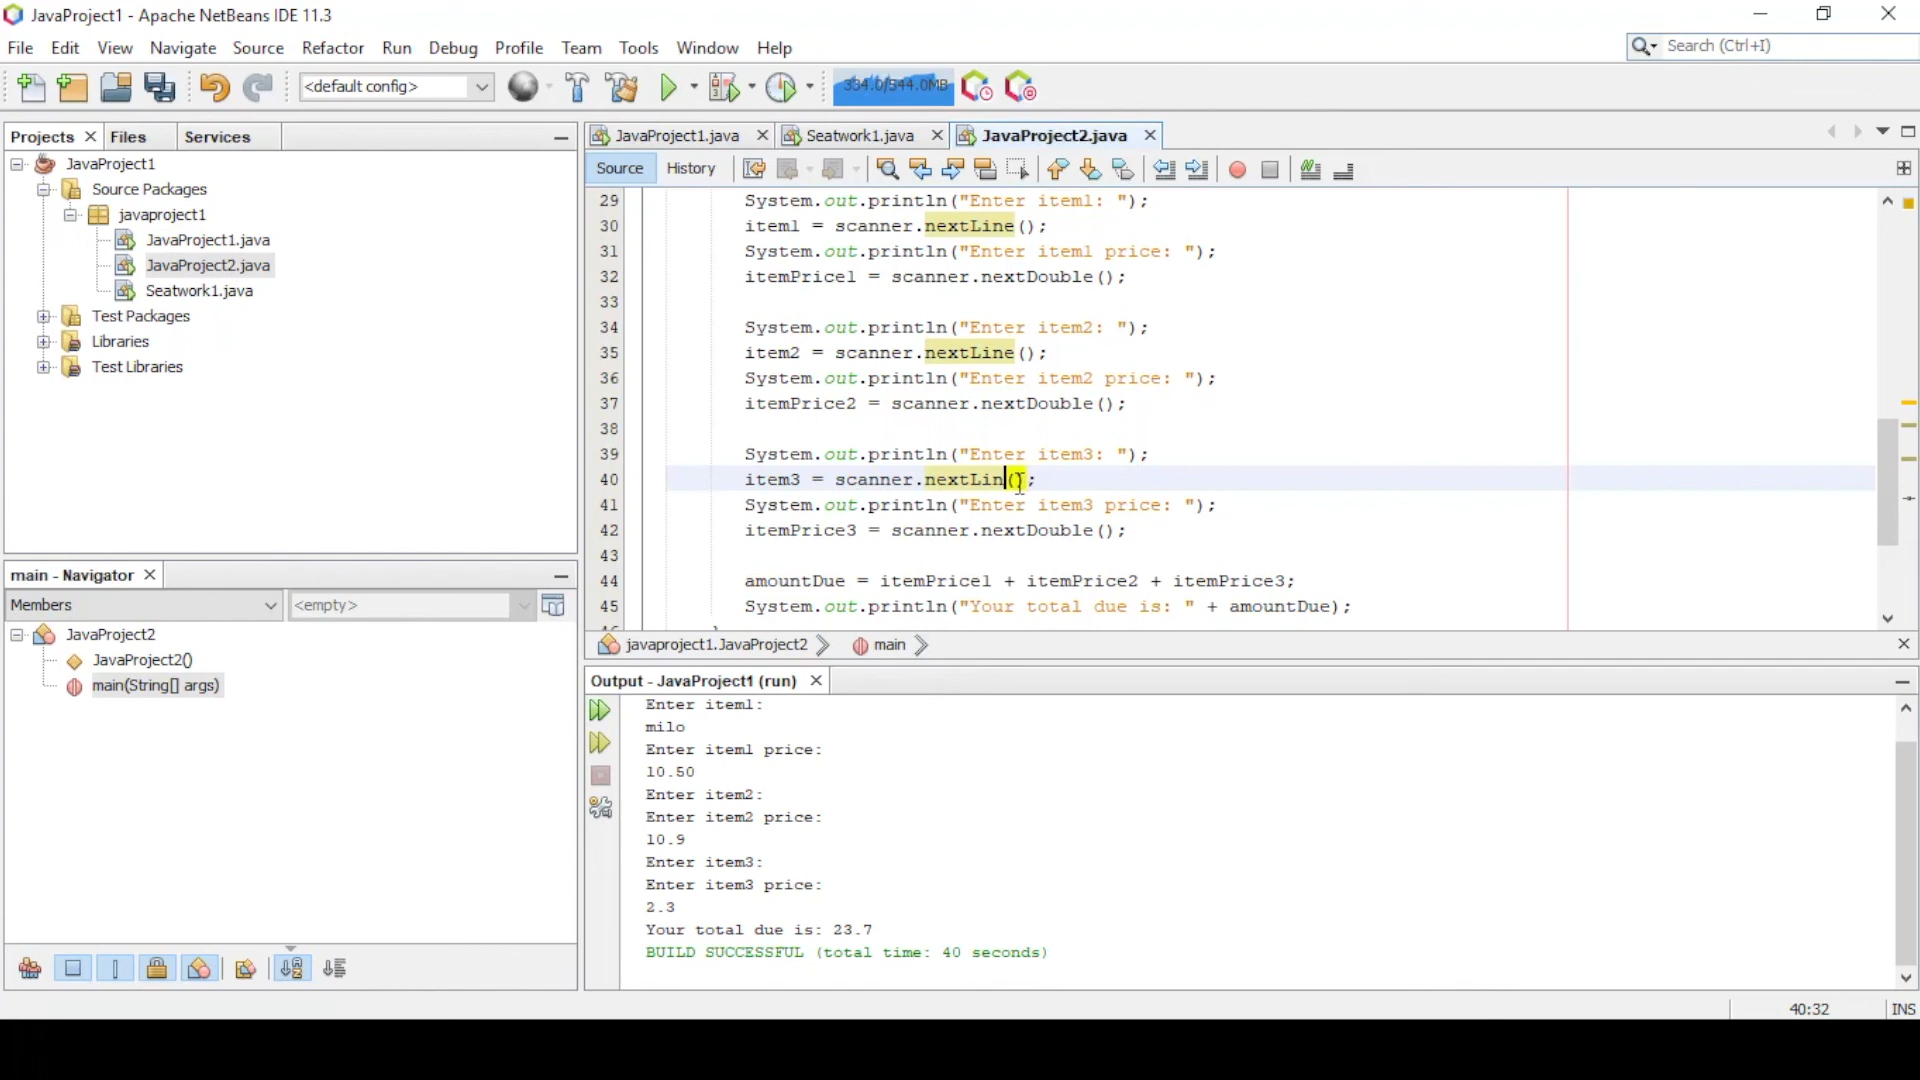 JavaProject1 - Apache NetBeans IDE 11.3
File Edit View Navigate Source Refactor Run Debug Profile Team Tools Window Help
Search (Ctrl+I)
<default config>
334.0/544.0MB
Projects Files Services
JavaProject1
Source Packages
javaproject1
JavaProject1.java
JavaProject2.java
Seatwork1.java
Test Packages
Libraries
Test Libraries
main - Navigator
Members <empty>
JavaProject2
JavaProject2()
main(String[] args)
JavaProject1.java Seatwork1.java JavaProject2.java
Source History
29 System.out.println("Enter item1: ");
30 item1 = scanner.nextLine();
31 System.out.println("Enter item1 price: ");
32 itemPrice1 = scanner.nextDouble();
33
34 System.out.println("Enter item2: ");
35 item2 = scanner.nextLine();
36 System.out.println("Enter item2 price: ");
37 itemPrice2 = scanner.nextDouble();
38
39 System.out.println("Enter item3: ");
40 item3 = scanner.nextLin();
41 System.out.println("Enter item3 price: ");
42 itemPrice3 = scanner.nextDouble();
43
44 amountDue = itemPrice1 + itemPrice2 + itemPrice3;
45 System.out.println("Your total due is: " + amountDue);
javaproject1.JavaProject2 main
Output - JavaProject1 (run)
Enter item1:
milo
Enter item1 price:
10.50
Enter item2:
Enter item2 price:
10.9
Enter item3:
Enter item3 price:
2.3
Your total due is: 23.7
BUILD SUCCESSFUL (total time: 40 seconds)
40:32 INS